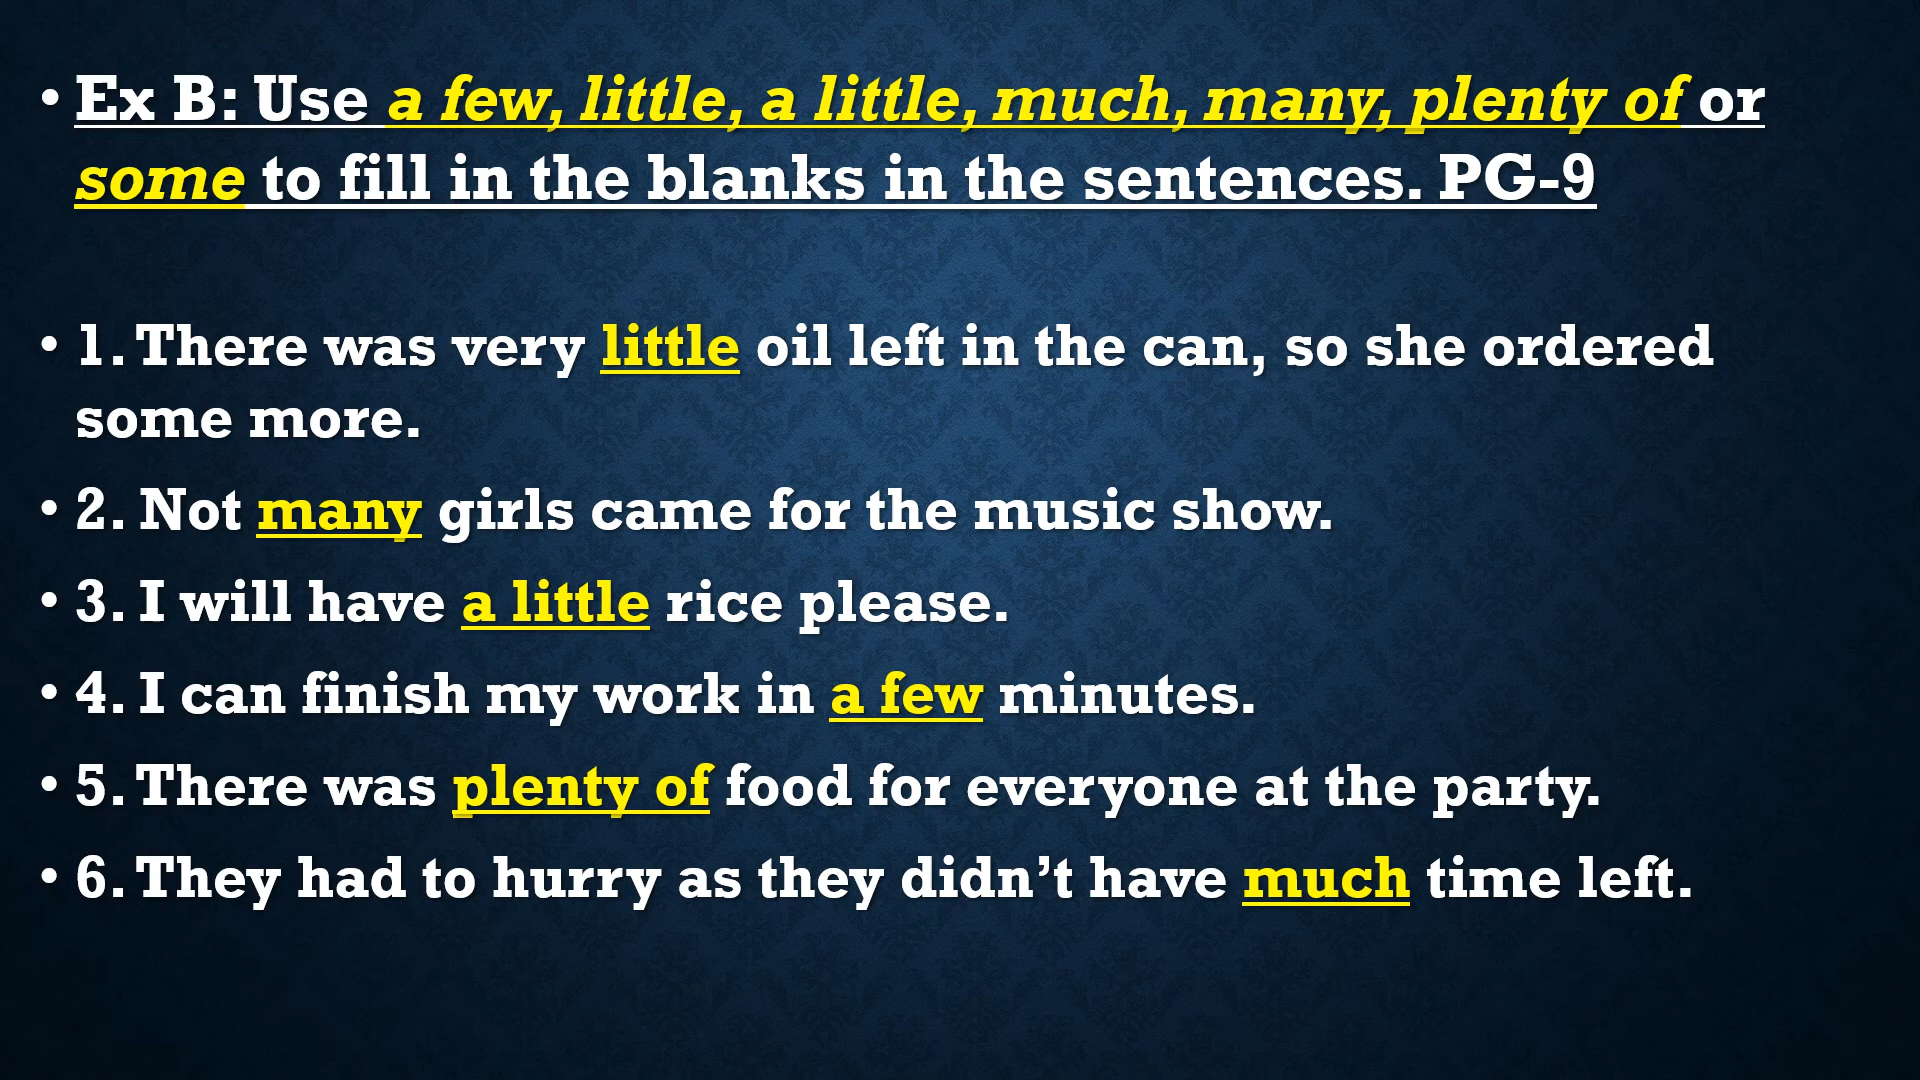 • Ex B: Use a few, little, a little, much, many, plenty of or
some to fill in the blanks in the sentences. PG-9
• 1. There was very little oil left in the can, so she ordered
some more.
• 2. Not many girls came for the music show.
• 3. I will have a little rice please.
• 4. I can finish my work in a few minutes.
• 5. There was plenty of food for everyone at the party.
• 6. They had to hurry as they didn’t have much time left.